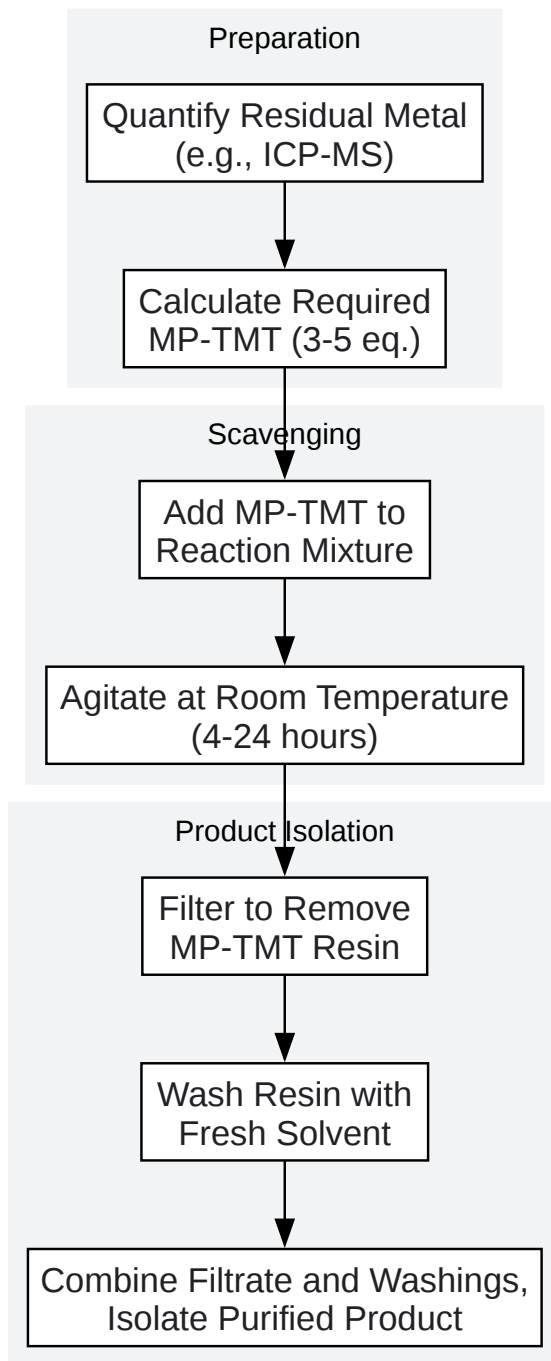 Preparation
Quantify Residual Metal
(e.g., ICP-MS)
Calculate Required
MP-TMT (3-5 eq.)
Scavenging
Add MP-TMT to
Reaction Mixture
Agitate at Room Temperature
(4-24 hours)
Product Isolation
Filter to Remove
MP-TMT Resin
Wash Resin with
Fresh Solvent
Combine Filtrate and Washings,
Isolate Purified Product